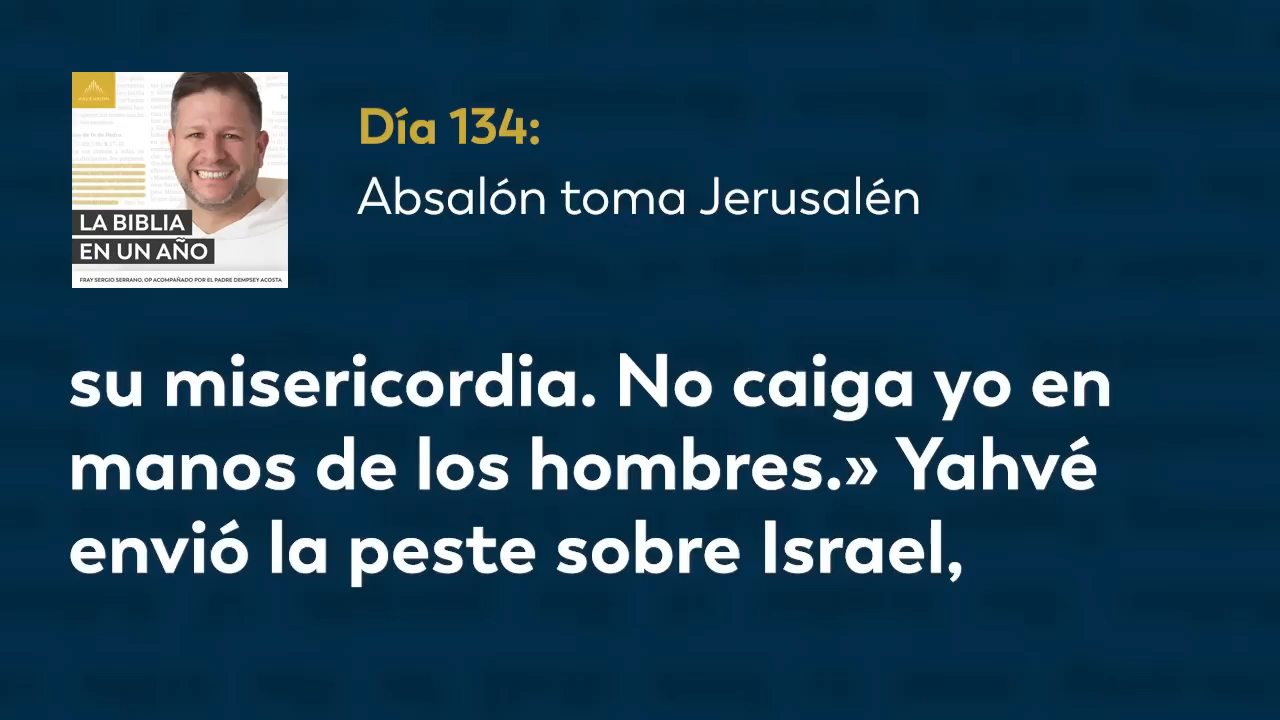 Día 134:
Absalón toma Jerusalén
LA BIBLIA
EN UN AÑO
FRAY SERGIO SERRANO, OP ACOMPAÑADO POR EL PADRE DEMPSEY ACOSTA
su misericordia. No caiga yo en
manos de los hombres.» Yahvé
envió la peste sobre Israel,